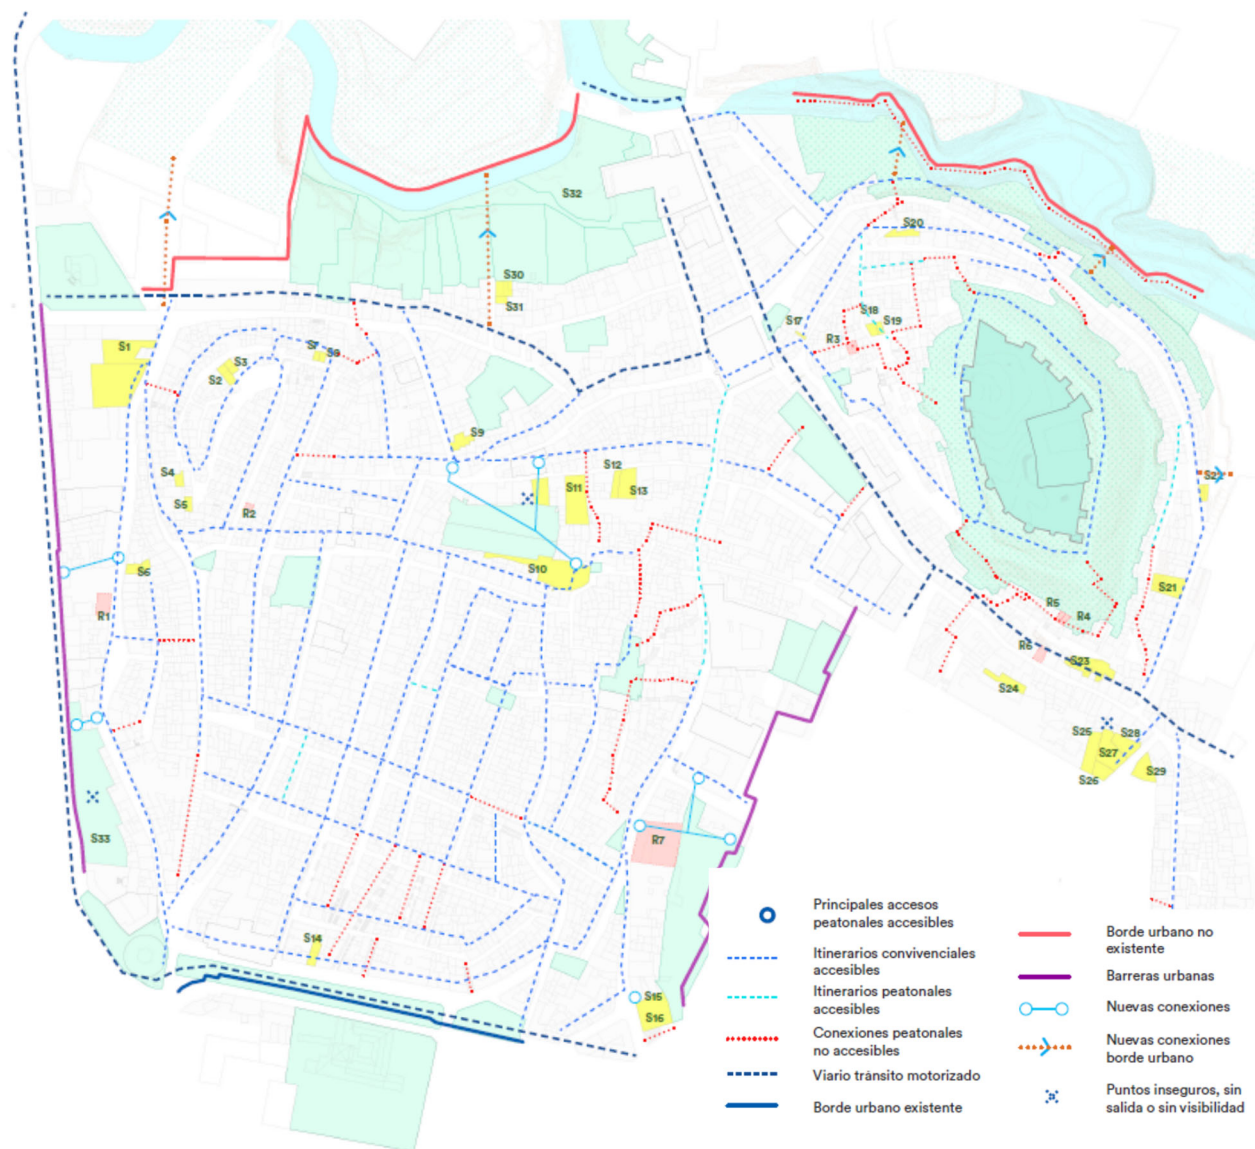 S32
S20
S30
S31
S18
S19
S17
R3
S1
S7
S8
S3
S2
S9
S12
S11
S13
S4
S5
R2
S22
S10
S6
S21
R1
R5
R4
R6
S23
S24
S25
S28
S27
S26
S29
S33
R7
S14
S15
S16
Principales accesos
peatonales accesibles
Itinerarios convivenciales
accesibles
Itinerarios peatonales
accesibles
Conexiones peatonales
no accesibles
Viario tránsito motorizado
Borde urbano existente
Borde urbano no
existente
Barreras urbanas
Nuevas conexiones
Nuevas conexiones
borde urbano
Puntos inseguros, sin
salida o sin visibilidad